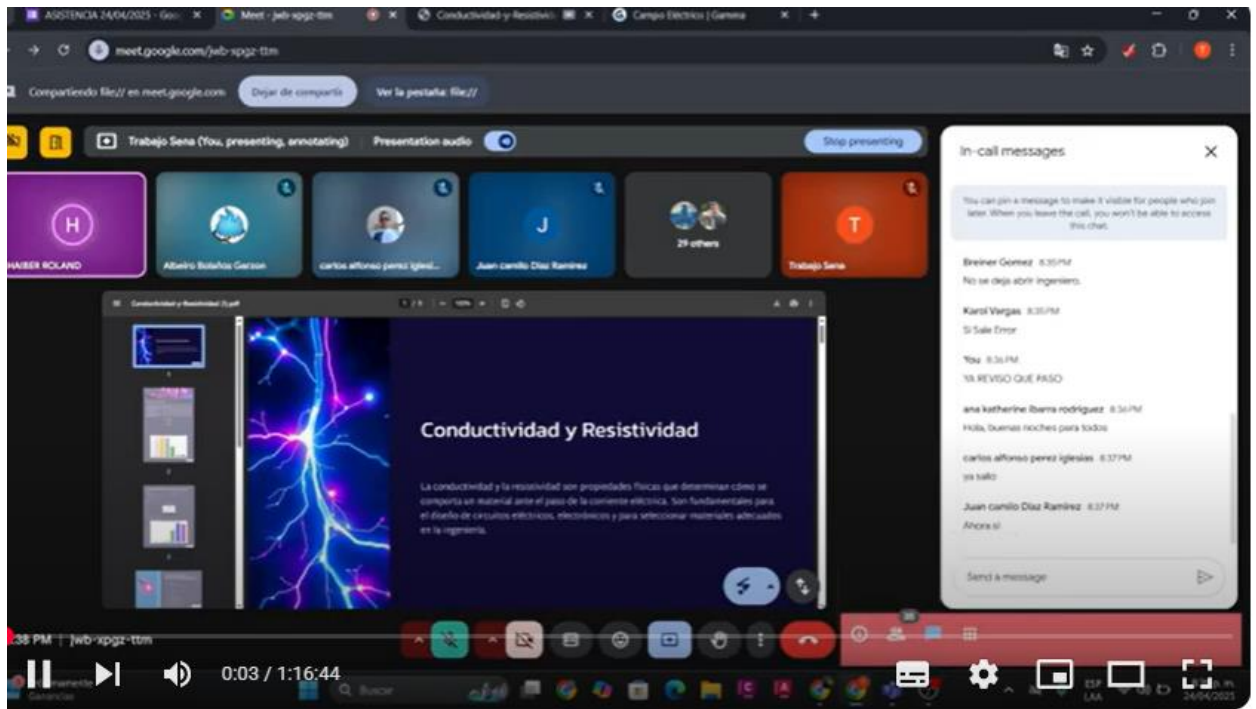 ASISTENCIA 24/04/2025 - Goo
Meet - jwb-xpgz-ttm
Conductividad-y-Resistivid
Campo Eléctrico | Gamma
meet.google.com/jwb-xpgz-ttm
Compartiendo file:// en meet.google.com
Dejar de compartir
Ver la pestaña: file://
Trabajo Sena (You, presenting, annotating)
Presentation audio
Stop presenting
H
J
29 others
T
HAIBER ROLAND
Albeiro Bolaños Garzon
carlos alfonso perez iglesi...
Juan camilo Diaz Ramirez
Trabajo Sena
Conductividad y Resistividad
1 / 9
100%
Conductividad y Resistividad
La conductividad y la resistividad son propiedades físicas que determinan cómo se
comporta un material ante el paso de la corriente eléctrica. Son fundamentales para
el diseño de circuitos eléctricos, electrónicos y para seleccionar materiales adecuados
en la ingeniería.
In-call messages
You can pin a message to make it visible for people who join
later. When you leave the call, you won't be able to access
this chat.
Breiner Gomez 8:35 PM
No se deja abrir ingeniero.
Karol Vargas 8:35 PM
Si Sale Error
You 8:36 PM
YA REVISO QUE PASO
ana katherine ibarra rodriguez 8:36 PM
Hola, buenas noches para todos
carlos alfonso perez iglesias 8:37 PM
ya salio
Juan camilo Diaz Ramirez 8:37 PM
Ahora si
Send a message
:38 PM | jwb-xpgz-ttm
0:03 / 1:16:44
Ganancias
Buscar
ESP
LAA
24/04/2025